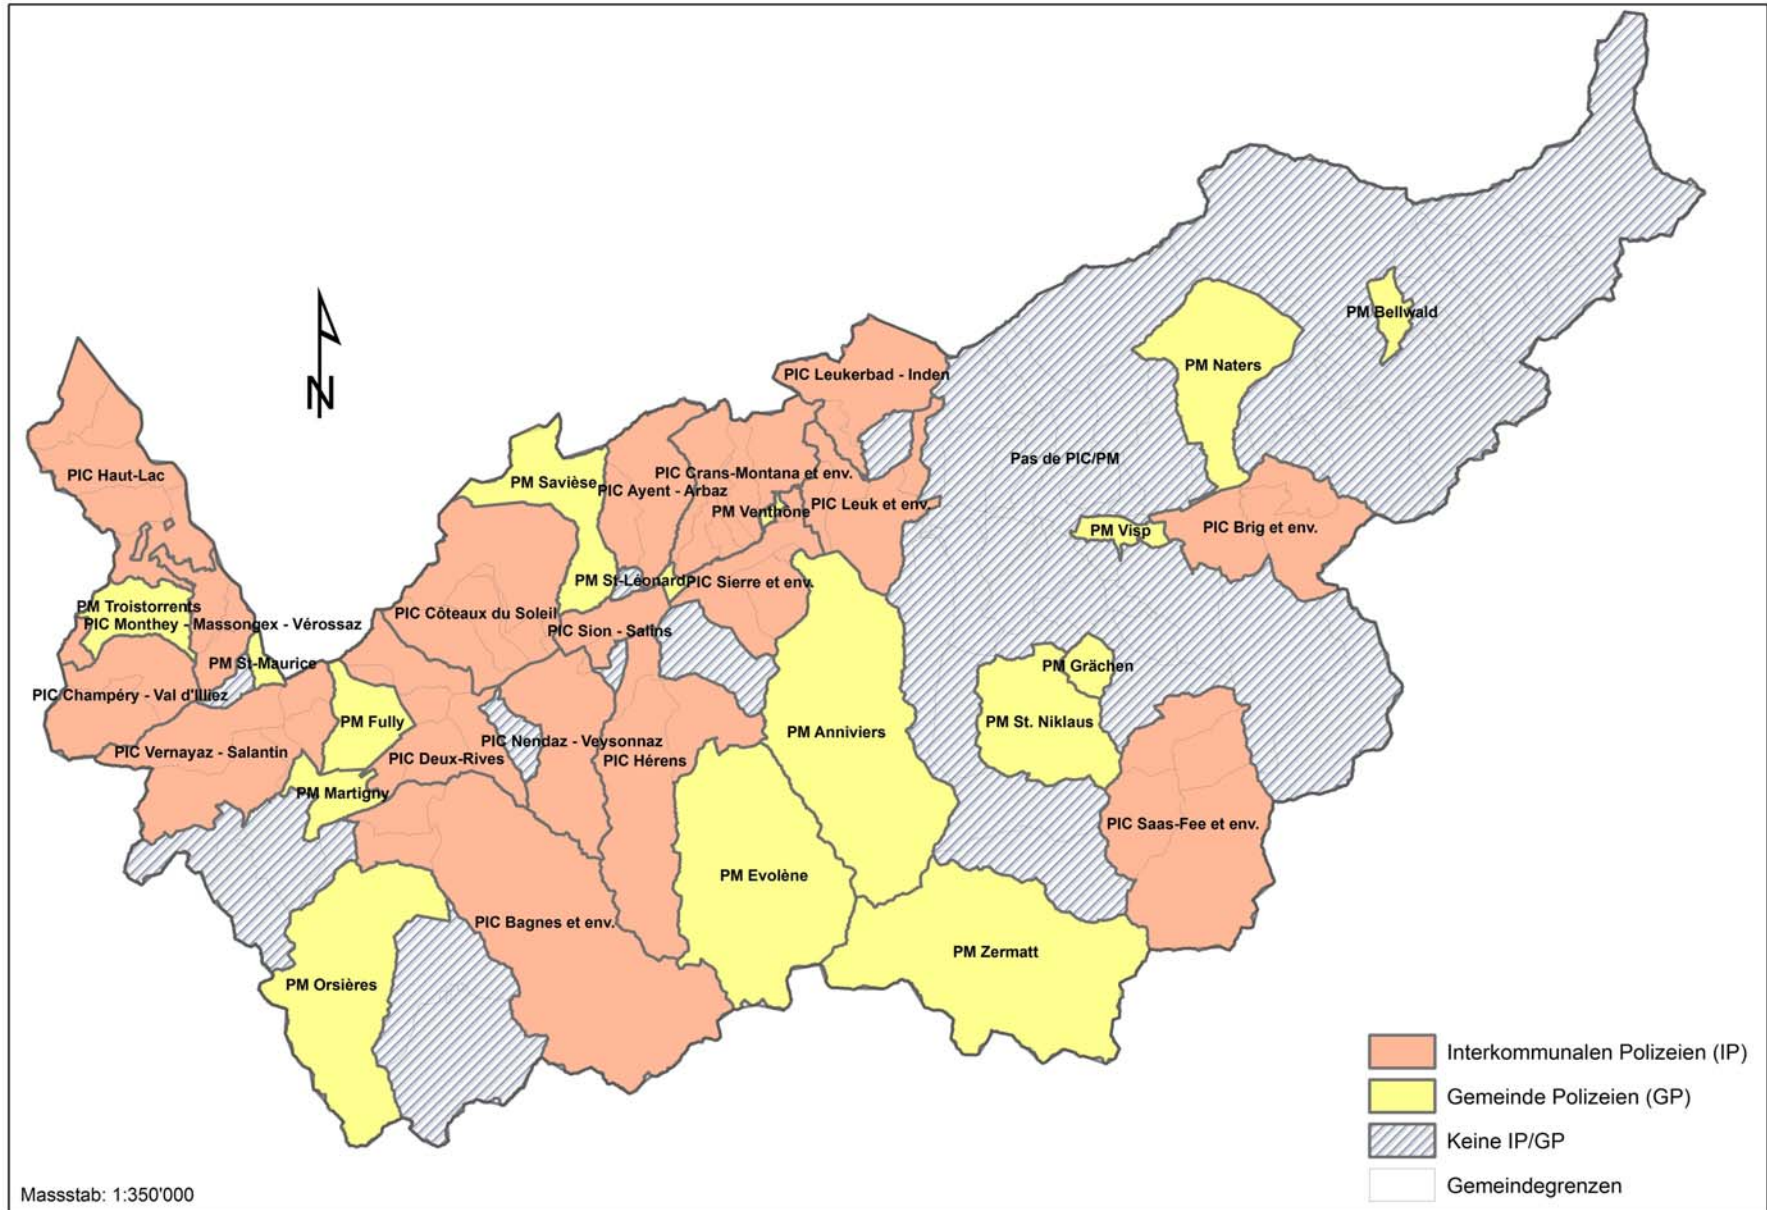 PM Bellwald
PM Naters
PIC Leukerbad - Inden
N
Pas de PIC/PM
PIC Haut-Lac
PIC Crans-Montana et env.
PM Savièse
PIC Ayent - Arbaz
PIC Leuk et env.
PM Venthône
PM Visp
PIC Brig et env.
PM St-Léonard
PIC Sierre et env.
PM Troistorrents
PIC Monthey - Massongex - Vérossaz
PIC Côteaux du Soleil
PIC Sion - Salins
PM St-Maurice
PM Grächen
PIC Champéry - Val d'Illiez
PM Fully
PM St. Niklaus
PM Anniviers
PIC Nendaz - Veysonnaz
PIC Vernayaz - Salantin
PIC Deux-Rives
PIC Hérens
PM Martigny
PIC Saas-Fee et env.
PM Evolène
PIC Bagnes et env.
PM Zermatt
PM Orsières
Interkommunalen Polizeien (IP)
Gemeinde Polizeien (GP)
Keine IP/GP
Gemeindegrenzen
Massstab: 1:350'000